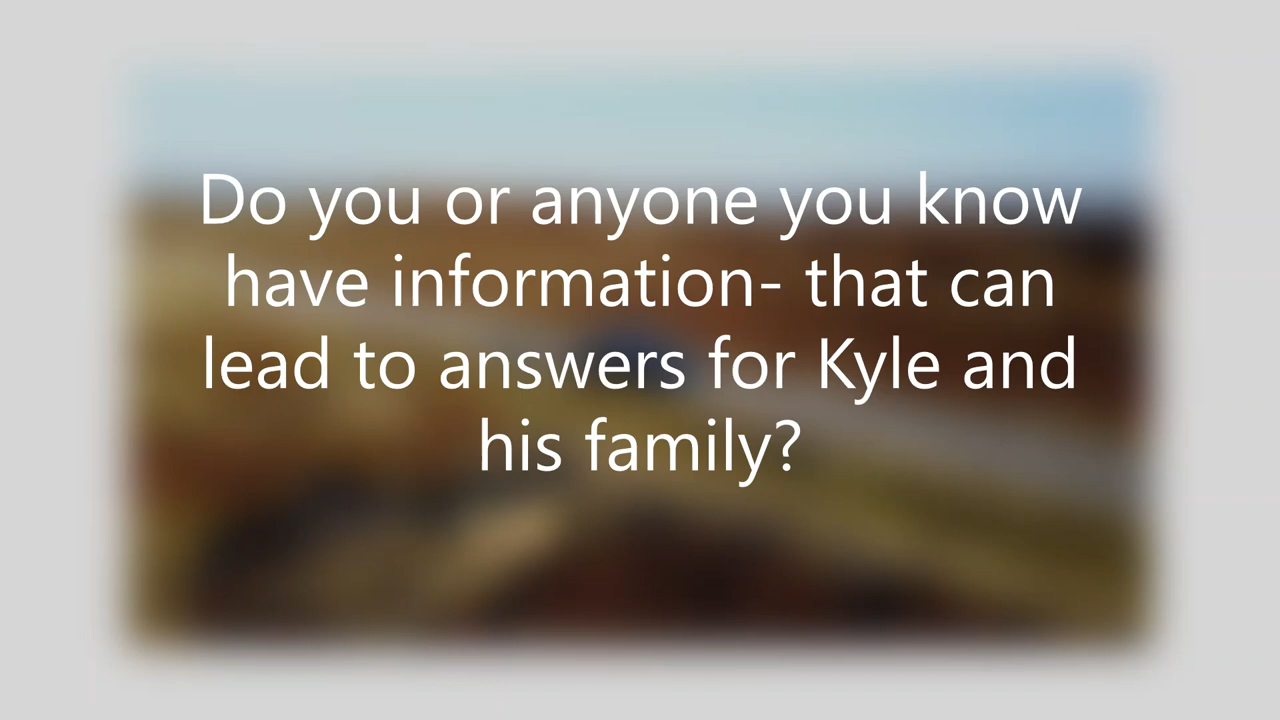 Do you or anyone you know
have information- that can
lead to answers for Kyle and
his family?